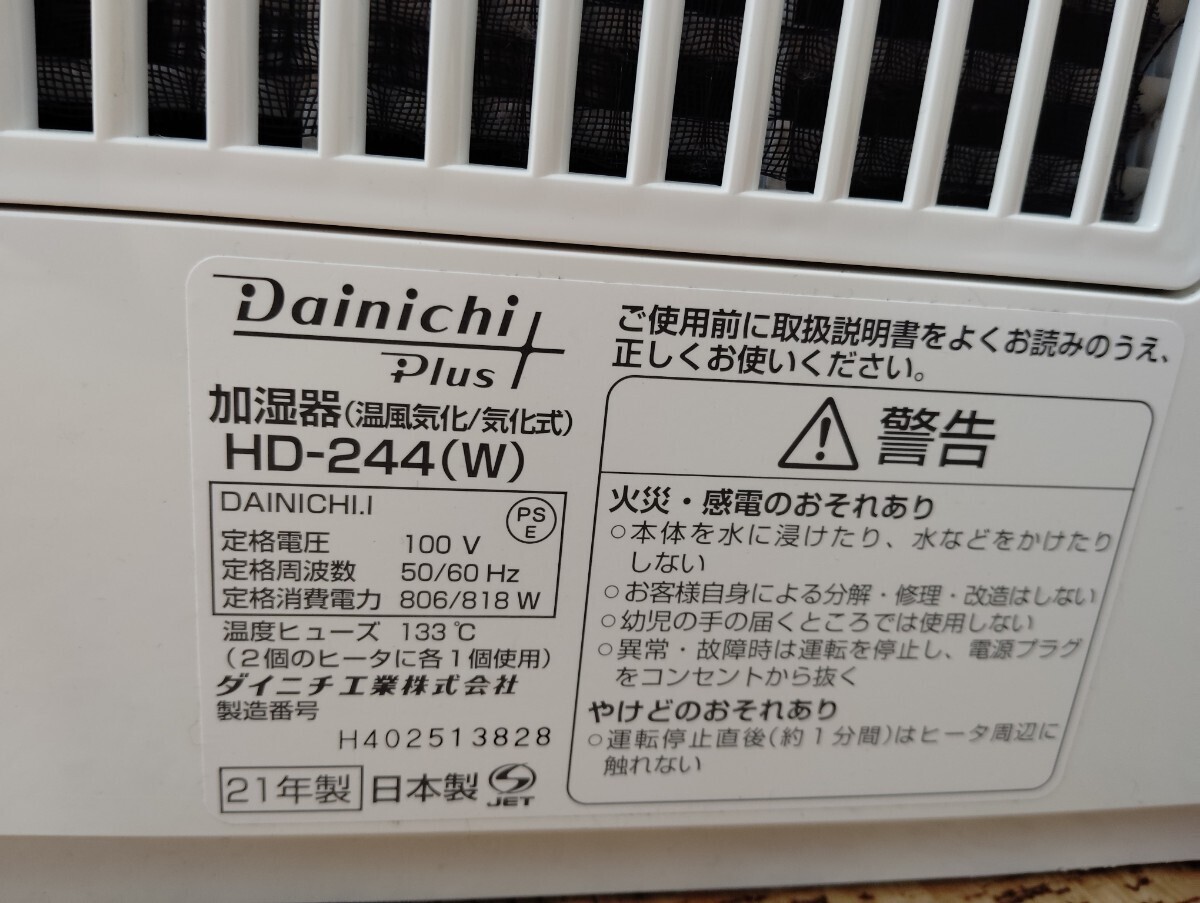 Dainichi
Plus
加湿器(温風気化/気化式)
HD-244(W)
DAINICHI.I
PS
E
定格電圧 100 V
定格周波数 50/60 Hz
定格消費電力 806/818 W
温度ヒューズ 133℃
(2個のヒータに各1個使用)
ダイニチ工業株式会社
製造番号
H402513828
21年製 日本製 JET
ご使用前に取扱説明書をよくお読みのうえ、
正しくお使いください。
警告
火災・感電のおそれあり
○本体を水に浸けたり、水などをかけたり
しない
○お客様自身による分解・修理・改造はしない
○幼児の手の届くところでは使用しない
○異常・故障時は運転を停止し、電源プラグ
をコンセントから抜く
やけどのおそれあり
○運転停止直後(約1分間)はヒータ周辺に
触れない